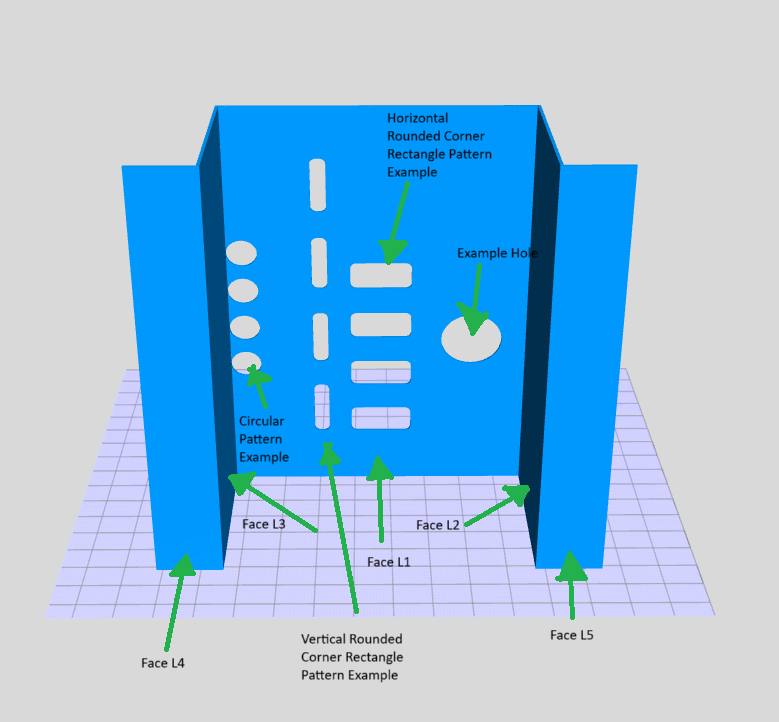 Horizontal
Rounded Corner
Rectangle Pattern
Example
Example Hole
Circular
Pattern
Example
Face L3
Face L2
Face L1
Face L4
Vertical Rounded
Corner Rectangle
Pattern Example
Face L5